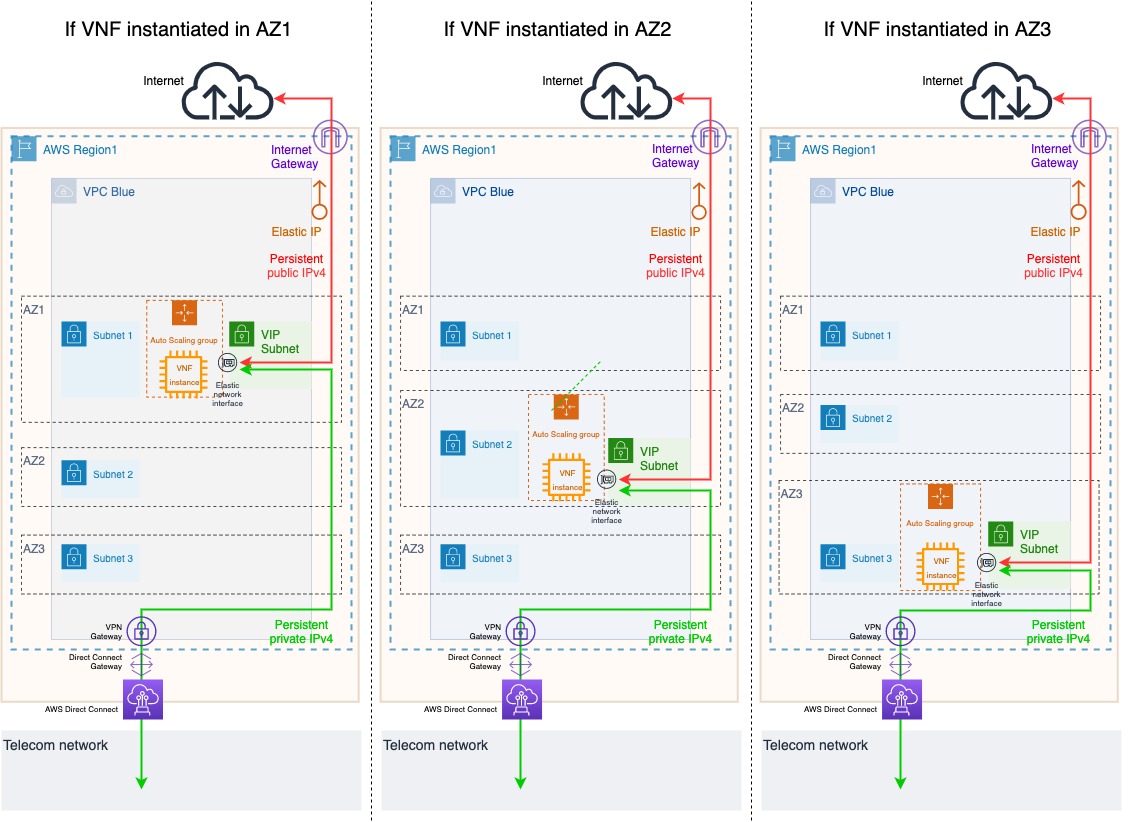 If VNF instantiated in AZ1
Internet
AWS Region1
Internet
Gateway
VPC Blue
Elastic IP
Persistent
public IPv4
AZ1
Subnet 1
Auto Scaling group
VNF
instance
VIP
Subnet
Elastic
network
interface
AZ2
Subnet 2
AZ3
Subnet 3
VPN
Gateway
Persistent
private IPv4
Direct Connect
Gateway
AWS Direct Connect
Telecom network
If VNF instantiated in AZ2
Internet
AWS Region1
Internet
Gateway
VPC Blue
Elastic IP
Persistent
public IPv4
AZ1
Subnet 1
AZ2
Auto Scaling group
Subnet 2
VNF
instance
VIP
Subnet
Elastic
network
interface
AZ3
Subnet 3
VPN
Gateway
Persistent
private IPv4
Direct Connect
Gateway
AWS Direct Connect
Telecom network
If VNF instantiated in AZ3
Internet
AWS Region1
Internet
Gateway
VPC Blue
Elastic IP
Persistent
public IPv4
AZ1
Subnet 1
AZ2
Subnet 2
AZ3
Auto Scaling group
Subnet 3
VNF
instance
VIP
Subnet
Elastic
network
interface
VPN
Gateway
Persistent
private IPv4
Direct Connect
Gateway
AWS Direct Connect
Telecom network